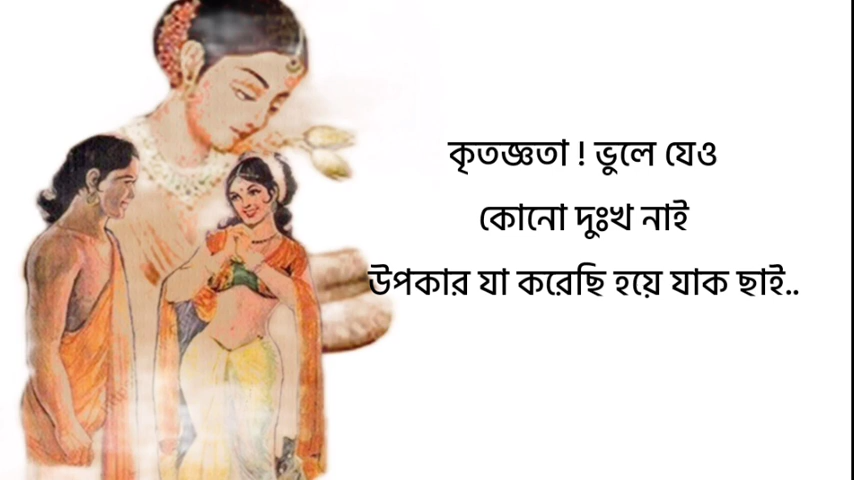 কৃতজ্ঞতা ! ভুলে যেও
কোনো দুঃখ নাই
উপকার যা করেছি হয়ে যাক ছাই..